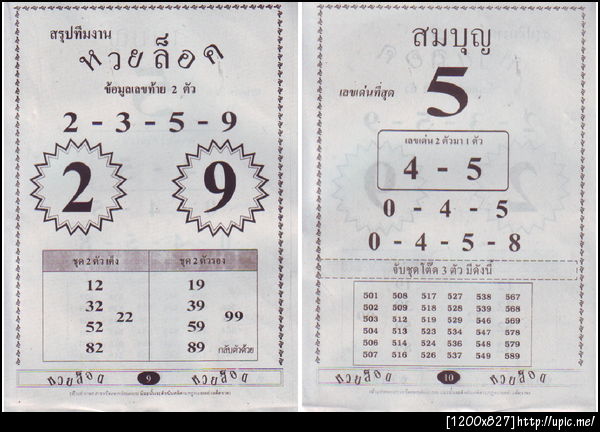 สรุปทีมงาน
หวยล็อค
ข้อมูลเลขท้าย 2 ตัว
2 - 3 - 5 - 9
2 9
ชุด 2 ตัวเต็ง ชุด 2 ตัวรอง
12 19
32 39
22 99
52 59
82 89 กลับตัวด้วย
หวยล็อค 9 หวยล็อค
สมบุญ
เลขเด่นที่สุด 5
เลขเด่น 2 ตัวมา 1 ตัว
4 - 5
0 - 4 - 5
0 - 4 - 5 - 8
จับชุดโต๊ด 3 ตัว มีดังนี้
501 508 517 527 538 567
502 509 518 528 539 568
503 512 519 529 546 569
504 513 523 534 547 578
506 514 524 536 548 579
507 516 526 537 549 589
หวยล็อค 10 หวยล็อค
[1200x827]http://upic.me/